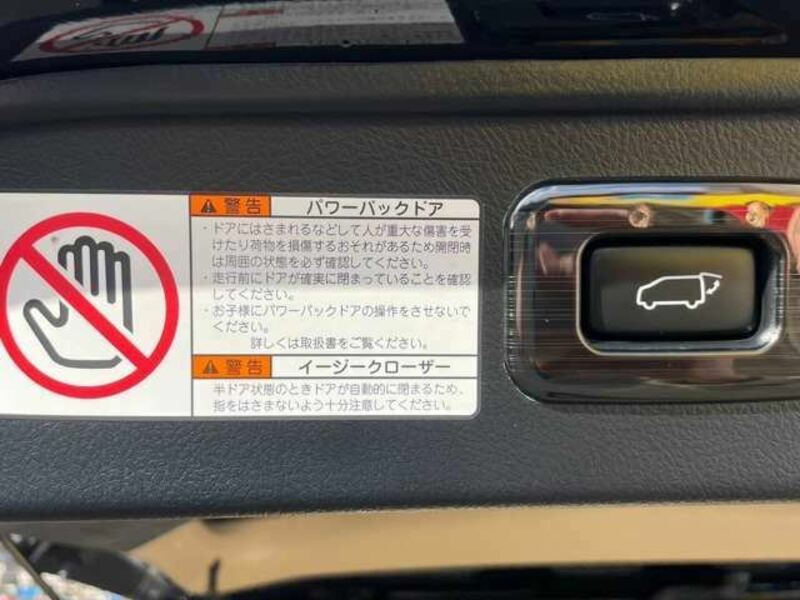 警告 パワーバックドア
・ドアにはさまれるなどして人が重大な傷害を受
けたり荷物を損傷するおそれがあるため開閉時
は周囲の状態を必ず確認してください。
・走行前にドアが確実に閉まっていることを確認
してください。
・お子様にパワーバックドアの操作をさせないで
ください。
詳しくは取扱書をご覧ください。
警告 イージークローザー
半ドア状態のときドアが自動的に閉まるため、
指をはさまないよう十分注意してください。